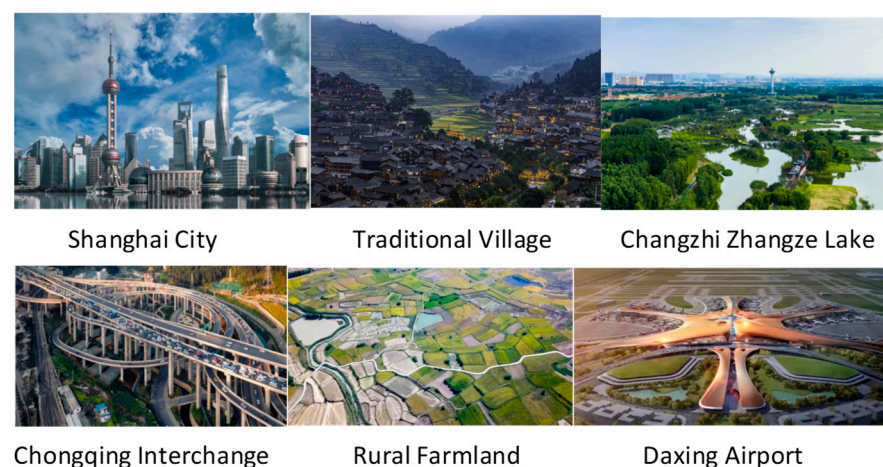 Shanghai City
Traditional Village
Changzhi Zhangze Lake
Chongqing Interchange
Rural Farmland
Daxing Airport